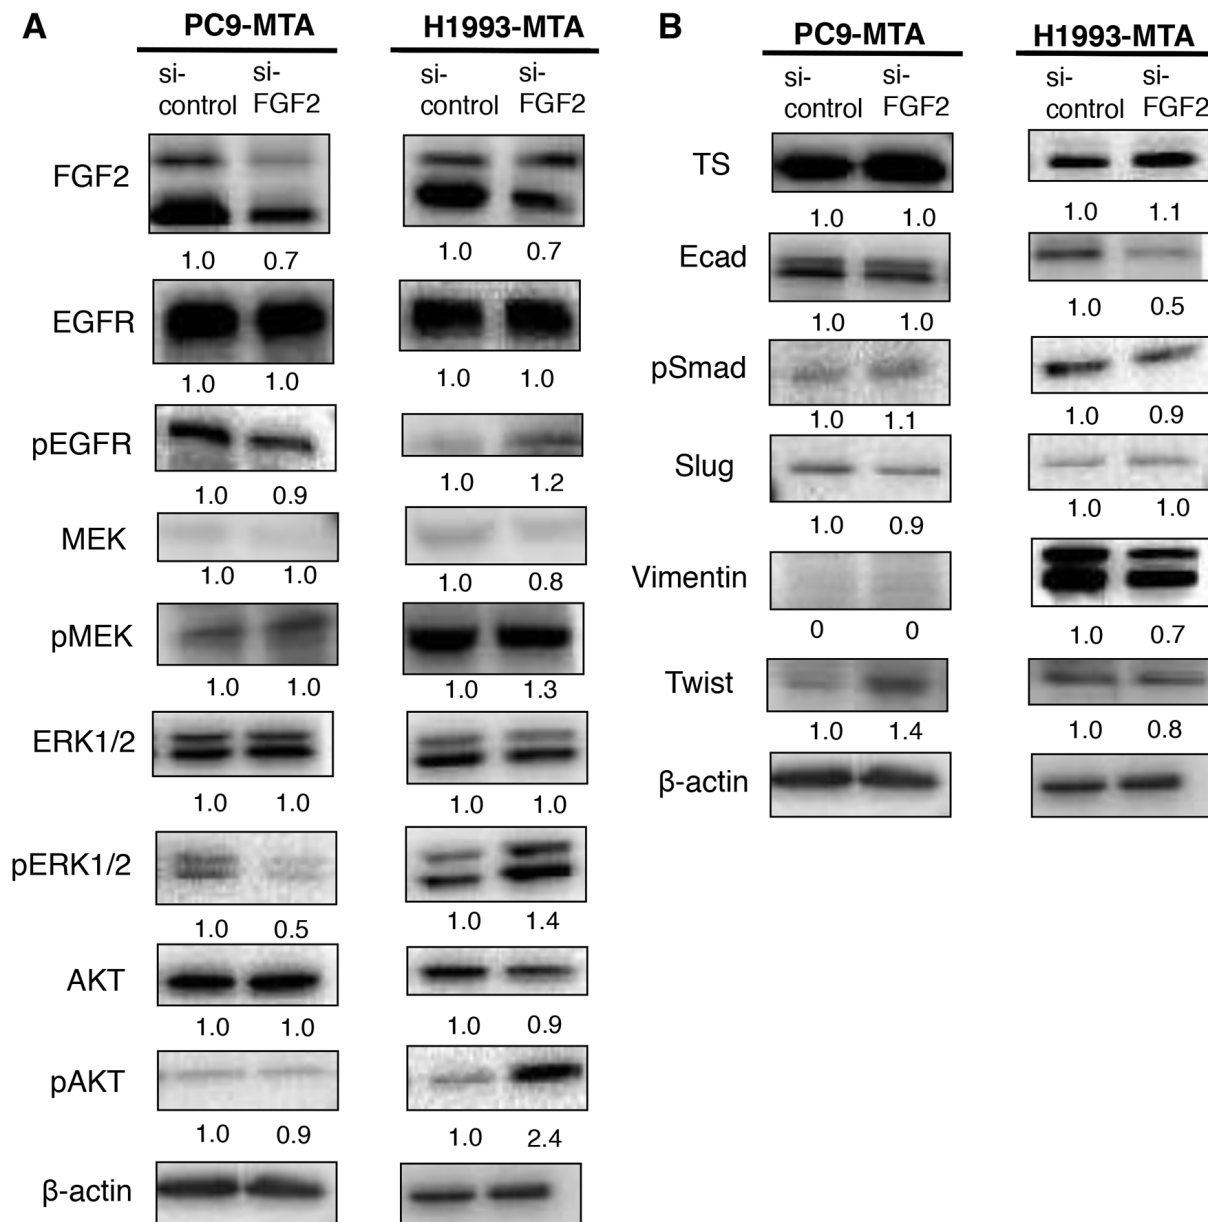 A
PC9-MTA
H1993-MTA
si-control
si-FGF2
si-control
si-FGF2
FGF2
1.0 0.7
1.0 0.7
EGFR
1.0 1.0
1.0 1.0
pEGFR
1.0 0.9
1.0 1.2
MEK
1.0 1.0
1.0 0.8
pMEK
1.0 1.0
1.0 1.3
ERK1/2
1.0 1.0
1.0 1.0
pERK1/2
1.0 0.5
1.0 1.4
AKT
1.0 1.0
1.0 0.9
pAKT
1.0 0.9
1.0 2.4
β-actin
B
PC9-MTA
H1993-MTA
si-control
si-FGF2
si-control
si-FGF2
TS
1.0 1.0
1.0 1.1
Ecad
1.0 1.0
1.0 0.5
pSmad
1.0 1.1
1.0 0.9
Slug
1.0 0.9
1.0 1.0
Vimentin
0 0
1.0 0.7
Twist
1.0 1.4
1.0 0.8
β-actin